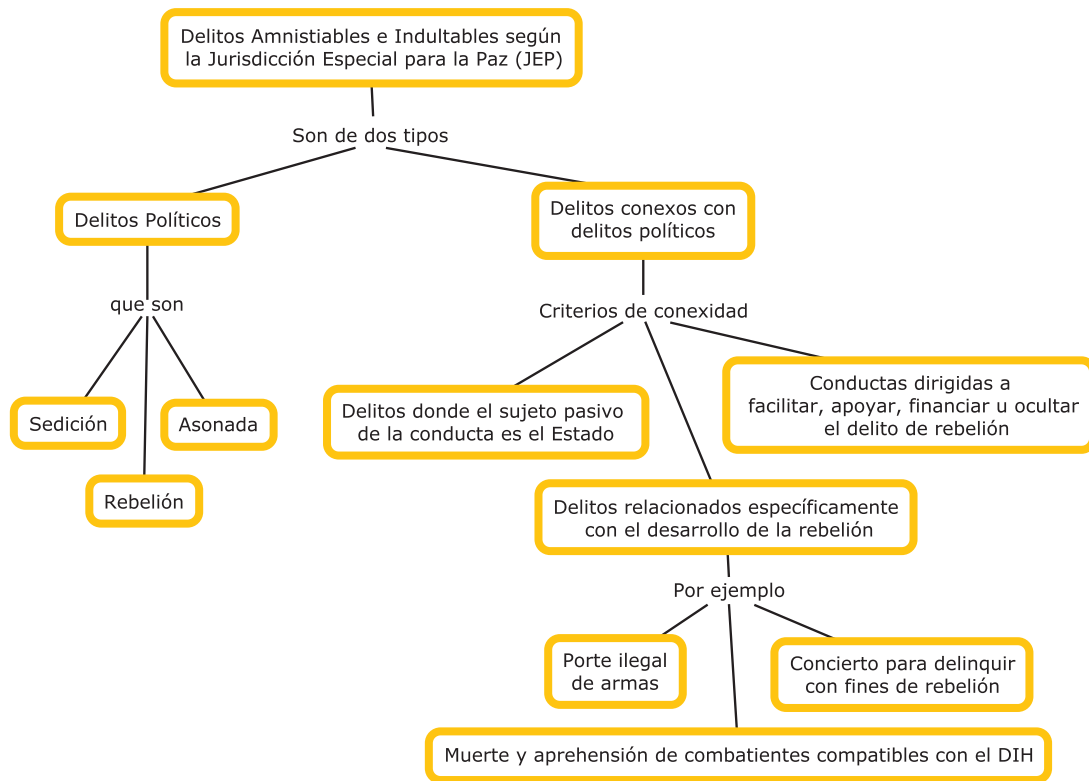 Delitos Amnistiables e Indultables según
la Jurisdicción Especial para la Paz (JEP)
Son de dos tipos
Delitos Políticos
Delitos conexos con
delitos políticos
que son
Criterios de conexidad
Sedición
Asonada
Rebelión
Delitos donde el sujeto pasivo
de la conducta es el Estado
Conductas dirigidas a
facilitar, apoyar, financiar u ocultar
el delito de rebelión
Delitos relacionados específicamente
con el desarrollo de la rebelión
Por ejemplo
Porte ilegal
de armas
Concierto para delinquir
con fines de rebelión
Muerte y aprehensión de combatientes compatibles con el DIH